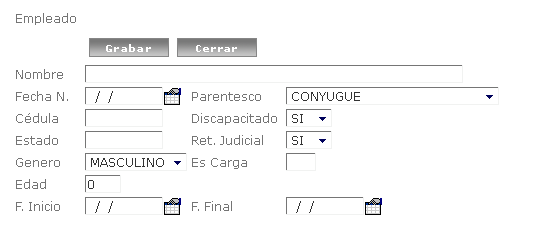 Empleado
Grabar Cerrar
Nombre
Fecha N. / / Parentesco CONYUGUE
Cédula Discapacitado SI
Estado Ret. Judicial SI
Genero MASCULINO Es Carga
Edad 0
F. Inicio / / F. Final / /